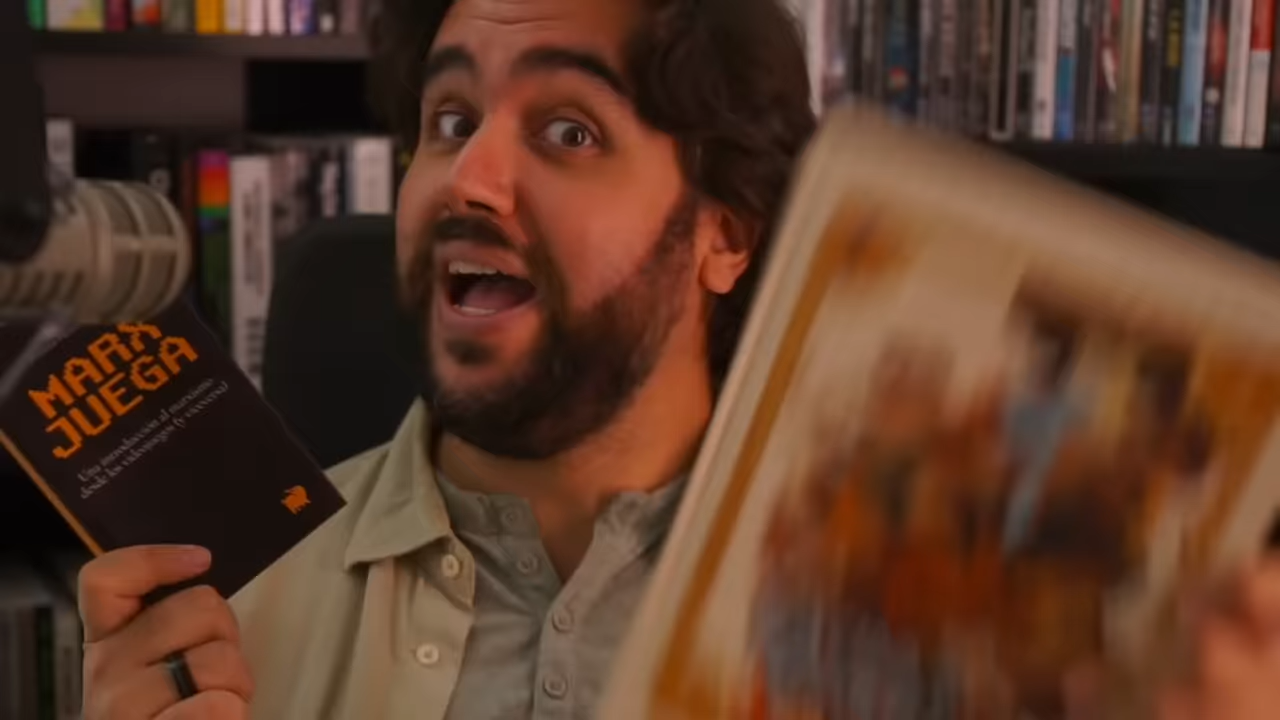 MARX
JUEGA
Una introducción al marxismo
desde los videojuegos (y viceversa)